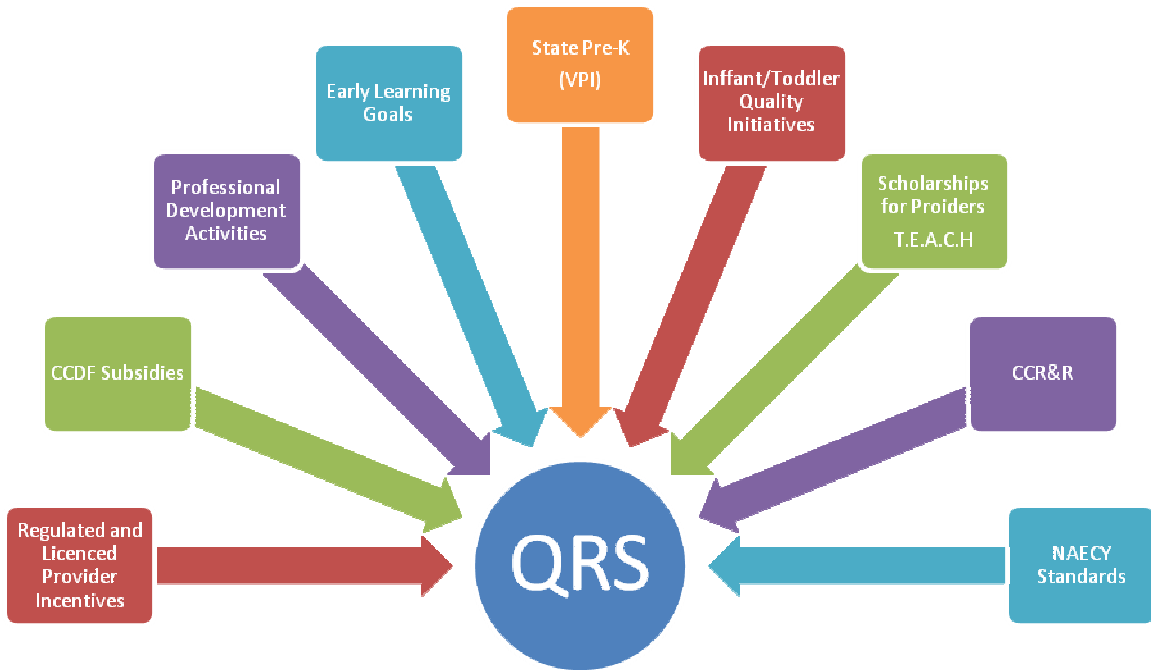 State Pre-K
(VPI)
Early Learning
Goals
Inffant/Toddler
Quality
Initiatives
Professional
Development
Activities
Scholarships
for Proiders
T.E.A.C.H
CCDF Subsidies
CCR&R
Regulated and
Licenced
Provider
Incentives
QRS
NAECY
Standards